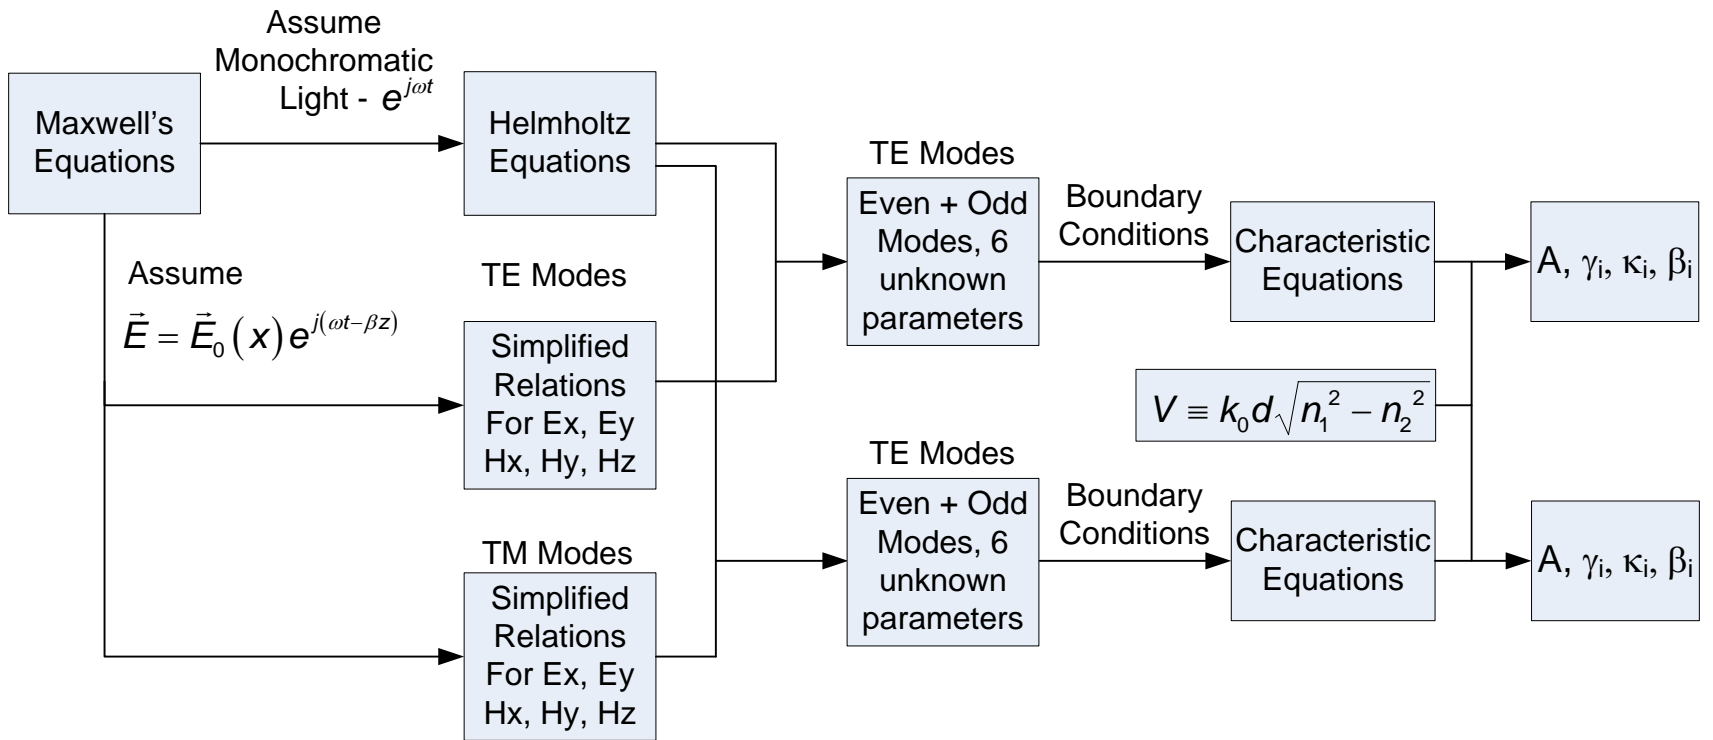 Assume
Monochromatic
Light - e^{jωt}
Maxwell's
Equations
Helmholtz
Equations
Assume
\vec{E} = \vec{E}_0 (x) e^{j(ωt−βz)}
TE Modes
Simplified
Relations
For Ex, Ey
Hx, Hy, Hz
TM Modes
Simplified
Relations
For Ex, Ey
Hx, Hy, Hz
TE Modes
Even + Odd
Modes, 6
unknown
parameters
Boundary
Conditions
Characteristic
Equations
A, γi, κi, βi
V ≡ k₀d√(n₁² − n₂²)
TE Modes
Even + Odd
Modes, 6
unknown
parameters
Boundary
Conditions
Characteristic
Equations
A, γi, κi, βi